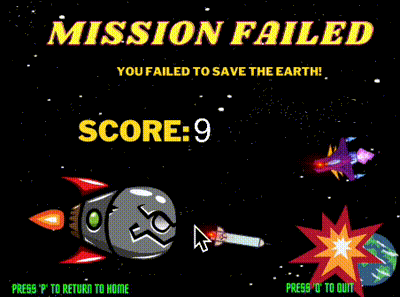 MISSION FAILED
YOU FAILED TO SAVE THE EARTH!
SCORE: 9
PRESS 'P' TO RETURN TO HOME
PRESS 'Q' TO QUIT